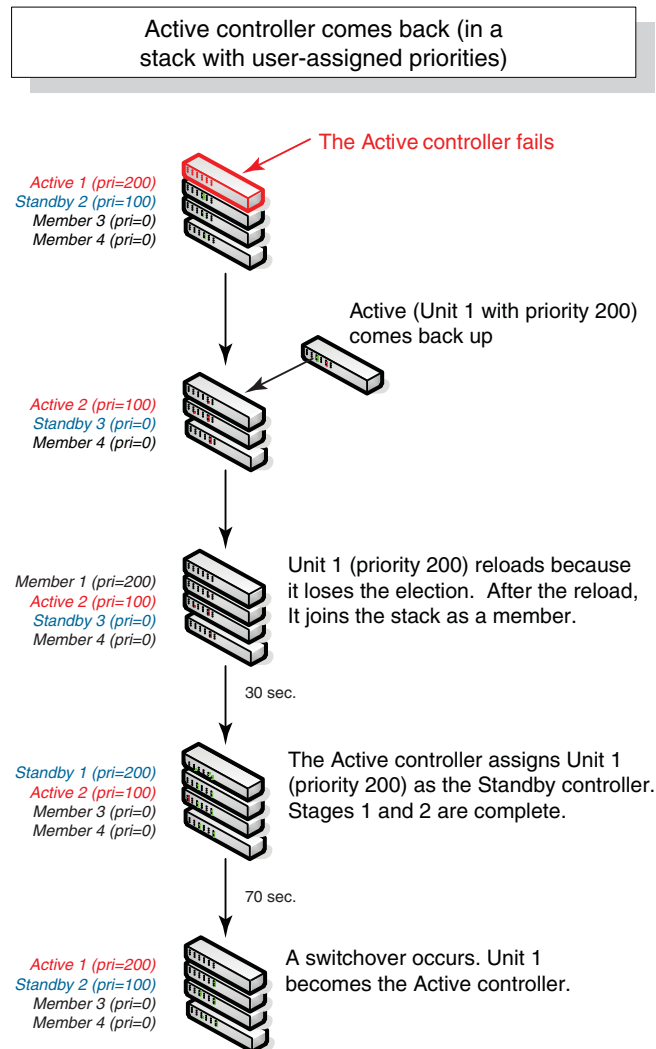 Active controller comes back (in a
stack with user-assigned priorities)
The Active controller fails
Active 1 (pri=200)
Standby 2 (pri=100)
Member 3 (pri=0)
Member 4 (pri=0)
Active (Unit 1 with priority 200)
comes back up
Active 2 (pri=100)
Standby 3 (pri=0)
Member 4 (pri=0)
Member 1 (pri=200)
Active 2 (pri=100)
Standby 3 (pri=0)
Member 4 (pri=0)
Unit 1 (priority 200) reloads because
it loses the election. After the reload,
It joins the stack as a member.
30 sec.
Standby 1 (pri=200)
Active 2 (pri=100)
Member 3 (pri=0)
Member 4 (pri=0)
The Active controller assigns Unit 1
(priority 200) as the Standby controller.
Stages 1 and 2 are complete.
70 sec.
Active 1 (pri=200)
Standby 2 (pri=100)
Member 3 (pri=0)
Member 4 (pri=0)
A switchover occurs. Unit 1
becomes the Active controller.